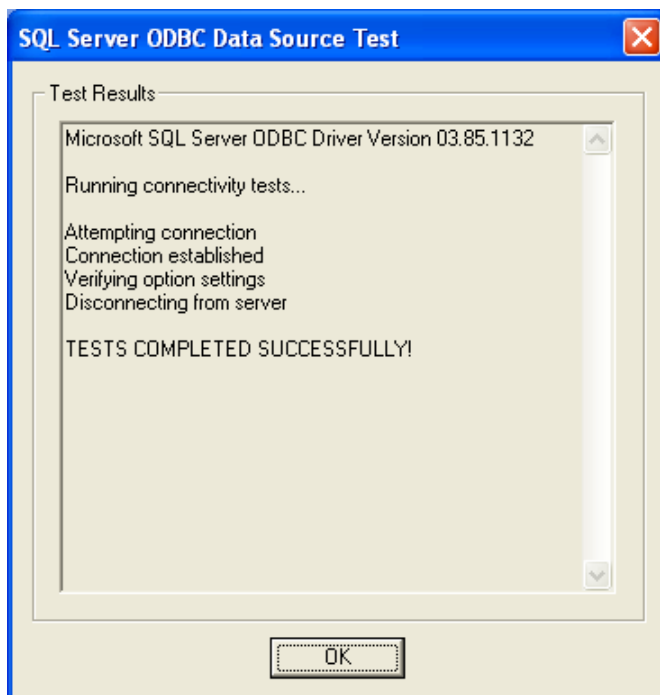 SQL Server ODBC Data Source Test
Test Results
Microsoft SQL Server ODBC Driver Version 03.85.1132
Running connectivity tests...
Attempting connection
Connection established
Verifying option settings
Disconnecting from server
TESTS COMPLETED SUCCESSFULLY!
OK